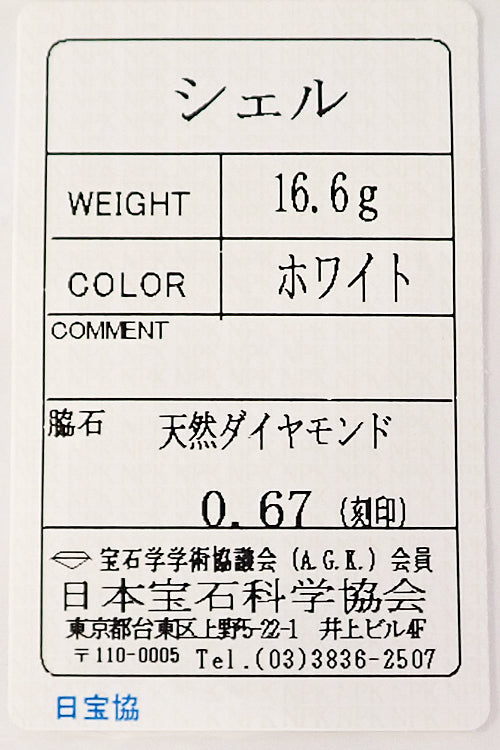 シェル
WEIGHT 16.6g
COLOR ホワイト
COMMENT
脇石 天然ダイヤモンド
0.67 (刻印)
宝石学学術協議会 (A.G.K.) 会員
日本宝石科学協会
東京都台東区上野5-22-1 井上ビル4F
〒110-0005 Tel.(03)3836-2507
日宝協